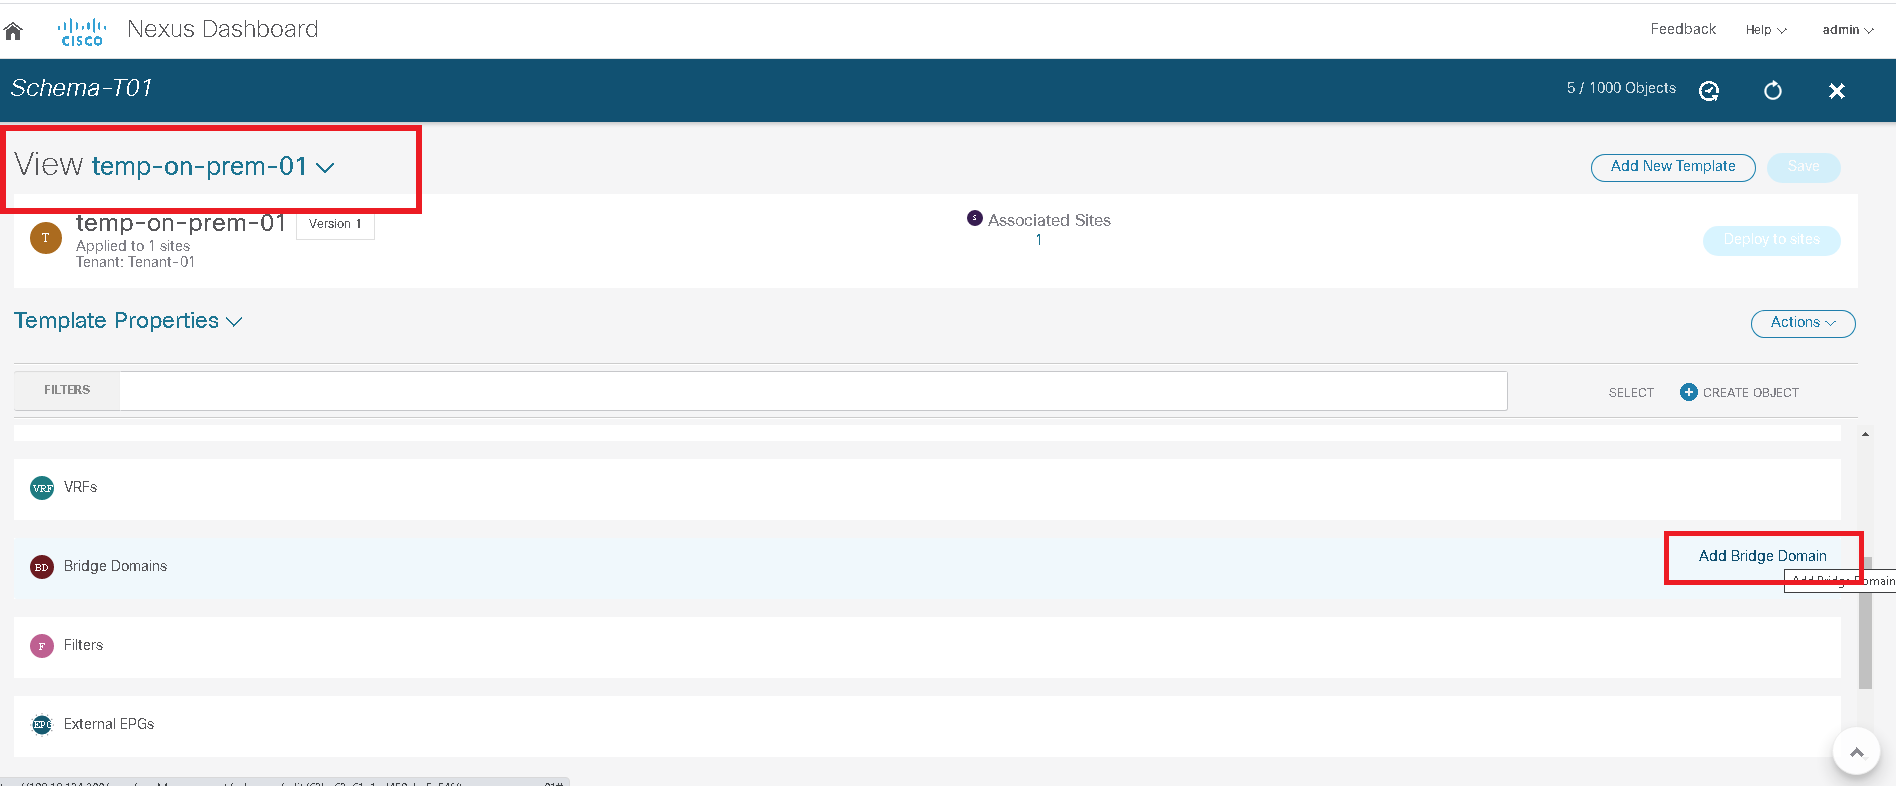 CISCO Nexus Dashboard Feedback Help admin
Schema-T01 5 / 1000 Objects
View temp-on-prem-01 Add New Template Save
temp-on-prem-01 Version 1
T
Applied to 1 sites
Tenant: Tenant-01
S Associated Sites
1
Deploy to sites
Template Properties Actions
FILTERS SELECT CREATE OBJECT
VRF VRFs
BD Bridge Domains Add Bridge Domain
Add Bridge Domain
F Filters
EPG External EPGs